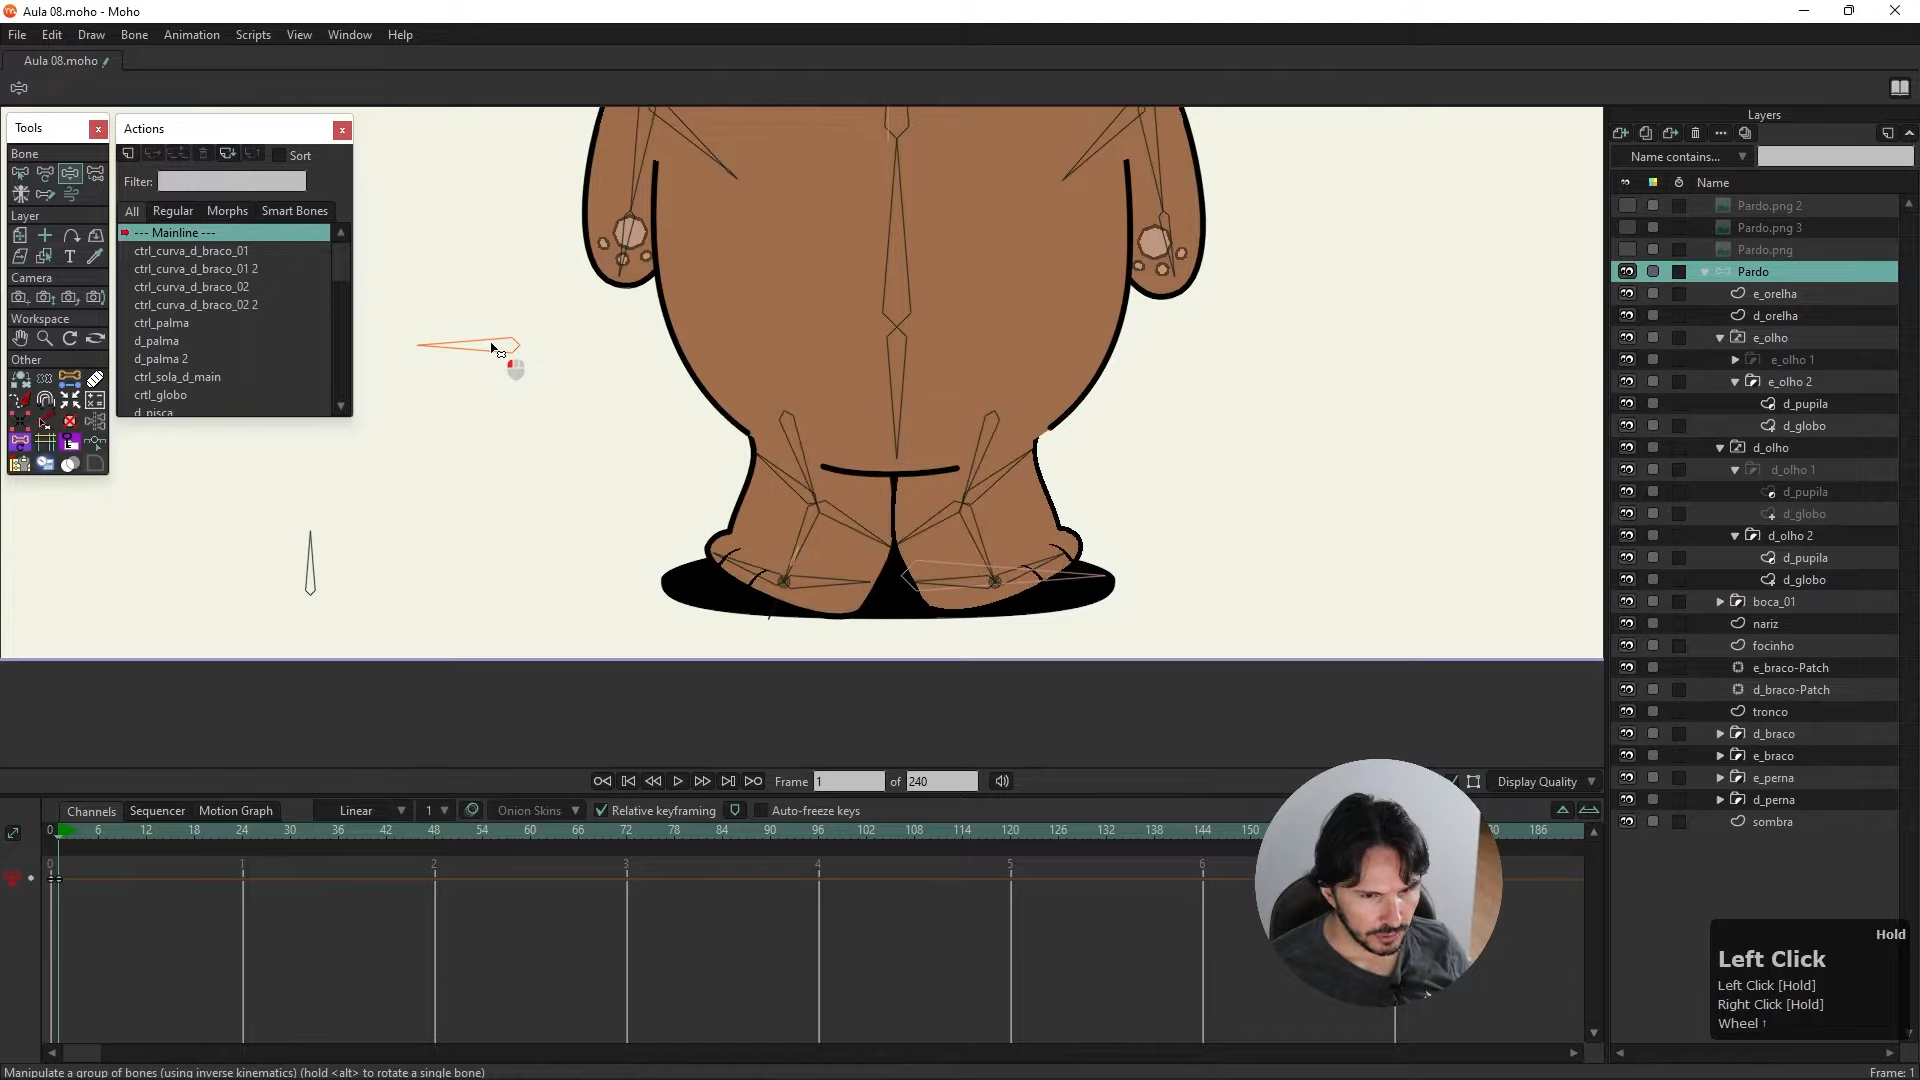 Aula 08.moho - Moho
File Edit Draw Bone Animation Scripts View Window Help
Aula 08.moho
Tools
Bone
Layer
Camera
Workspace
Other
Actions
Sort
Filter:
All Regular Morphs Smart Bones
--- Mainline ---
ctrl_curva_d_braco_01
ctrl_curva_d_braco_01 2
ctrl_curva_d_braco_02
ctrl_curva_d_braco_02 2
ctrl_palma
d_palma
d_palma 2
ctrl_sola_d_main
crtl_globo
d_pisca
Layers
Name contains...
Name
Pardo.png 2
Pardo.png 3
Pardo.png
Pardo
e_orelha
d_orelha
e_olho
e_olho 1
e_olho 2
d_pupila
d_globo
d_olho
d_olho 1
d_pupila
d_globo
d_olho 2
d_pupila
d_globo
boca_01
nariz
focinho
e_braco-Patch
d_braco-Patch
tronco
d_braco
e_braco
e_perna
d_perna
sombra
Frame 1 of 240
Display Quality
Channels Sequencer Motion Graph Linear 1 Onion Skins Relative keyframing Auto-freeze keys
0 6 12 18 24 30 36 42 48 54 60 66 72 78 84 90 96 102 108 114 120 126 132 138 144 150 186
0 1 2 3 4 5 6
Hold
Left Click
Left Click [Hold]
Right Click [Hold]
Wheel ↑
Manipulate a group of bones (using inverse kinematics) (hold <alt> to rotate a single bone)
Frame: 1